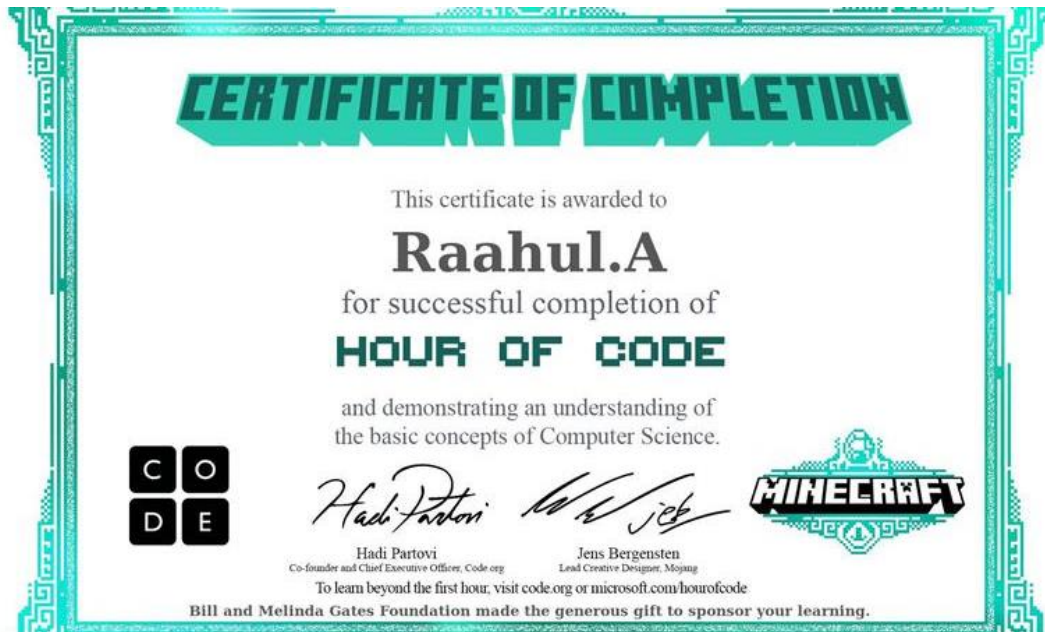 CERTIFICATE OF COMPLETION
This certificate is awarded to
Raahul.A
for successful completion of
HOUR OF CODE
and demonstrating an understanding of
the basic concepts of Computer Science.
C O
D E
Hadi Partovi
jeb
MINECRAFT
Hadi Partovi
Co-founder and Chief Executive Officer, Code.org
Jens Bergensten
Lead Creative Designer, Mojang
To learn beyond the first hour, visit code.org or microsoft.com/hourofcode
Bill and Melinda Gates Foundation made the generous gift to sponsor your learning.